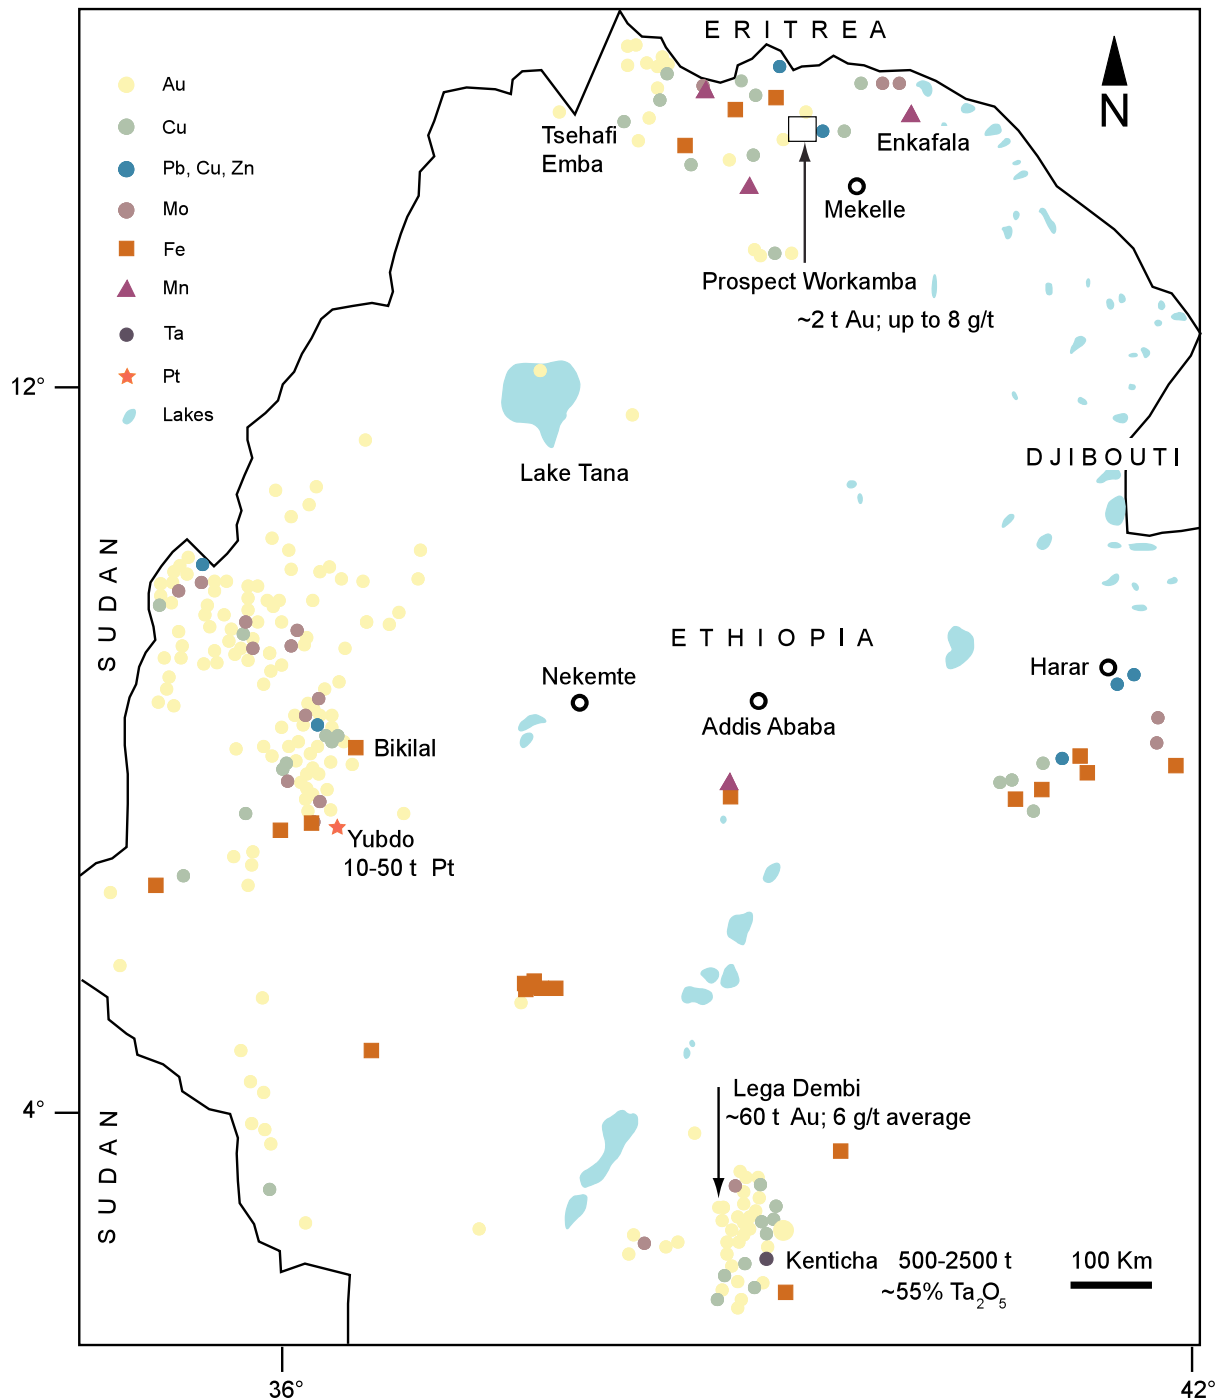 E R I T R E A
Au
Cu
Pb, Cu, Zn
Mo
Fe
Mn
Ta
Pt
Lakes
N
Tsehafi
Emba
Enkafala
Mekelle
Prospect Workamba
~2 t Au; up to 8 g/t
12°
Lake Tana
D J I B O U T I
S U D A N
E T H I O P I A
Nekemte
Addis Ababa
Harar
Bikilal
Yubdo
10-50 t Pt
4°
S U D A N
Lega Dembi
~60 t Au; 6 g/t average
Kenticha 500-2500 t
~55% Ta₂O₅
100 Km
36°
42°